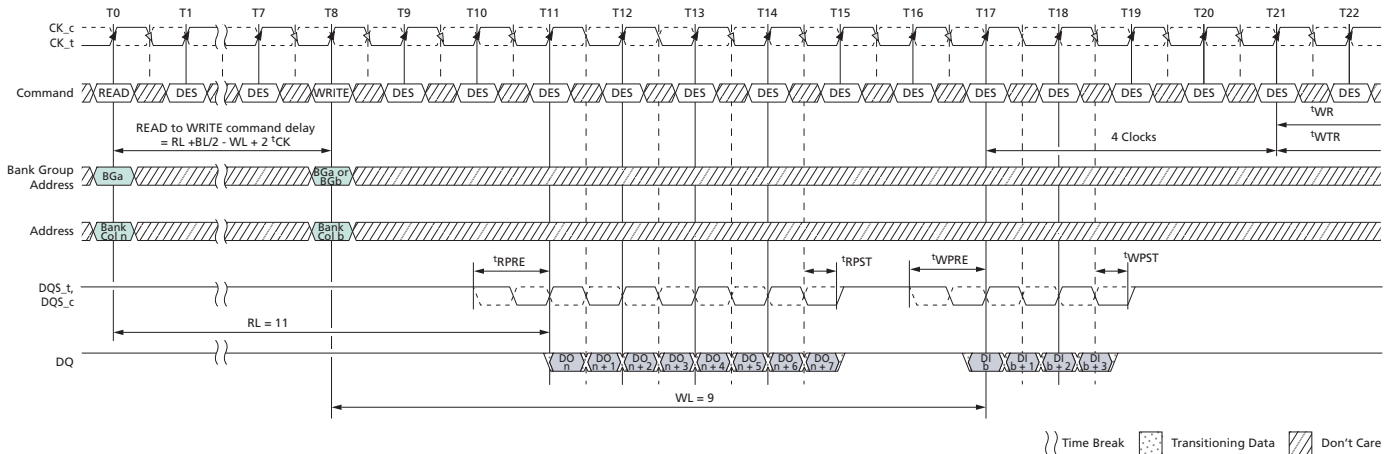 T0 T1 T7 T8 T9 T10 T11 T12 T13 T14 T15 T16 T17 T18 T19 T20 T21 T22
CK_c
CK_t
Command READ DES DES WRITE DES DES DES DES DES DES DES DES DES DES DES DES DES DES
tWR
READ to WRITE command delay
= RL +BL/2 - WL + 2 tCK
4 Clocks tWTR
Bank Group
Address
BGa
BGa or
BGb
Address
Bank
Col n
Bank
Col b
tRPRE tRPST tWPRE tWPST
DQS_t,
DQS_c
RL = 11
DQ
DO
n
DO
n + 1
DO
n + 2
DO
n + 3
DO
n + 4
DO
n + 5
DO
n + 6
DO
n + 7
DI
b
DI
b + 1
DI
b + 2
DI
b + 3
WL = 9
Time Break Transitioning Data Don't Care